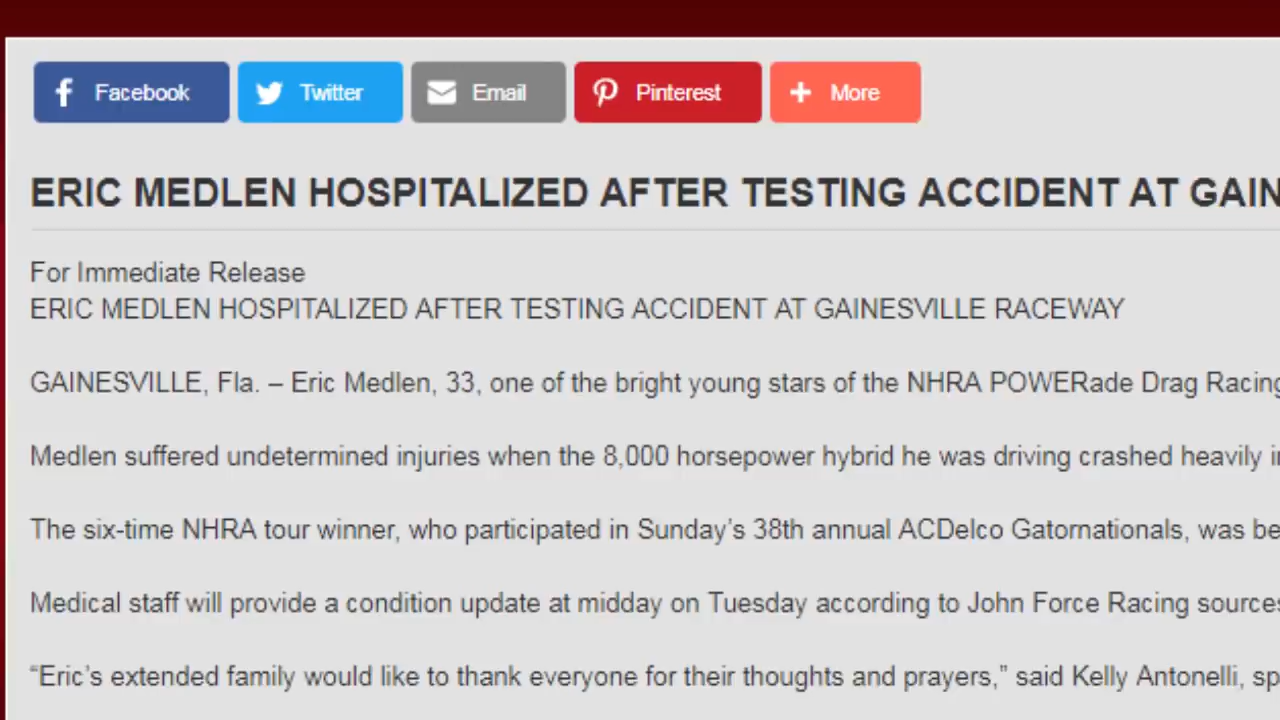 Facebook Twitter Email Pinterest More
ERIC MEDLEN HOSPITALIZED AFTER TESTING ACCIDENT AT GAIN
For Immediate Release
ERIC MEDLEN HOSPITALIZED AFTER TESTING ACCIDENT AT GAINESVILLE RACEWAY
GAINESVILLE, Fla. – Eric Medlen, 33, one of the bright young stars of the NHRA POWERade Drag Racing
Medlen suffered undetermined injuries when the 8,000 horsepower hybrid he was driving crashed heavily i
The six-time NHRA tour winner, who participated in Sunday’s 38th annual ACDelco Gatornationals, was be
Medical staff will provide a condition update at midday on Tuesday according to John Force Racing sources
“Eric’s extended family would like to thank everyone for their thoughts and prayers,” said Kelly Antonelli, sp